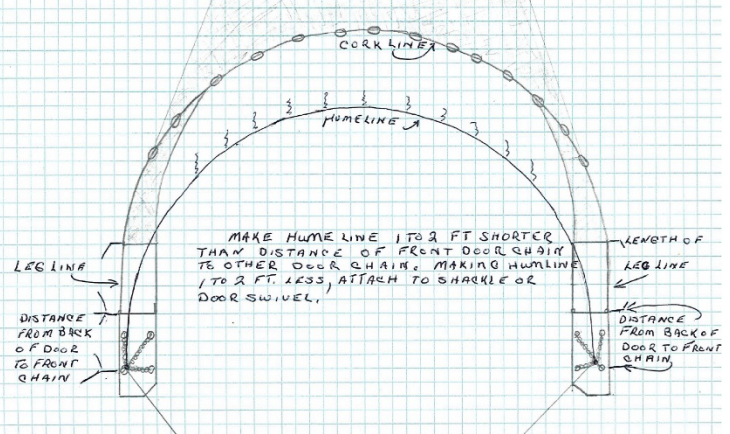 CORK LINE
HUMELINE
MAKE HUME LINE 1 TO 2 FT SHORTER
THAN DISTANCE OF FRONT DOOR CHAIN
TO OTHER DOOR CHAIN. MAKING HUMLINE
1 TO 2 FT. LESS, ATTACH TO SHACKLE OR
DOOR SWIVEL.
LEG LINE
DISTANCE
FROM BACK
OF DOOR
TO FRONT
CHAIN
LENGTH OF
LEG LINE
DISTANCE
FROM BACK OF
DOOR TO FRONT
CHAIN